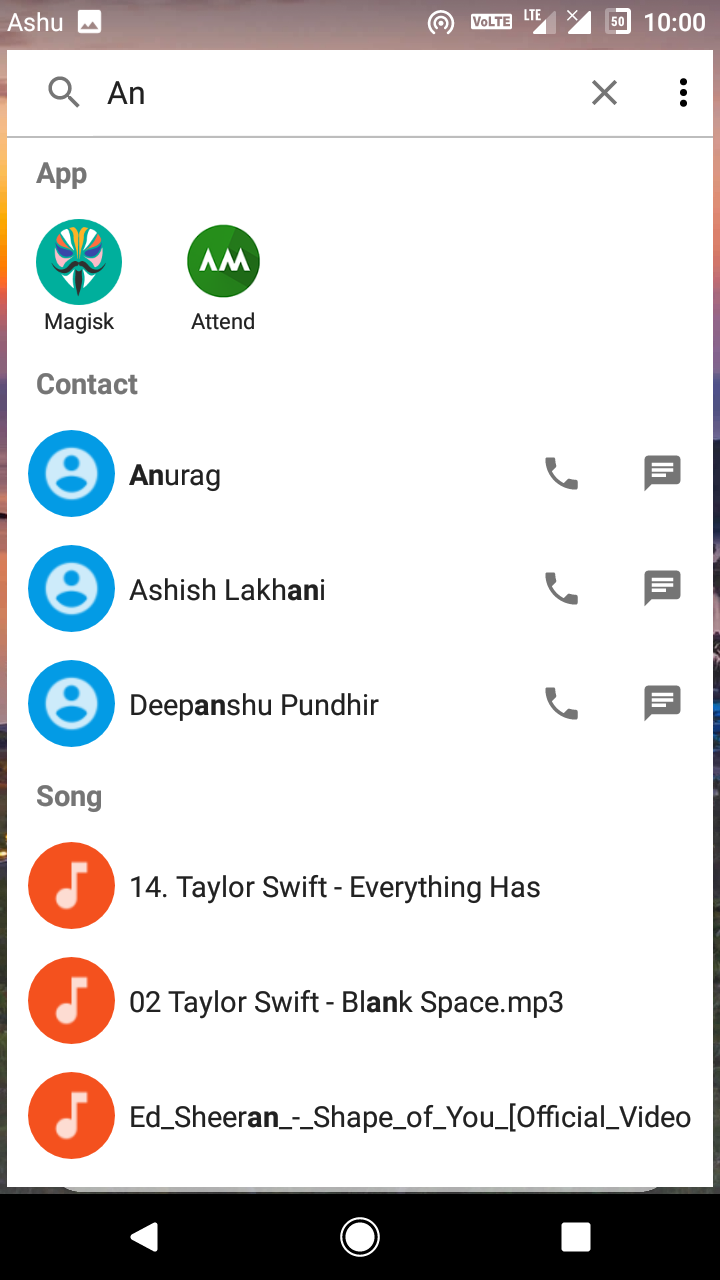 Ashu VoLTE LTE 50 10:00
An
App
AM
Magisk Attend
Contact
Anurag
Ashish Lakhani
Deepanshu Pundhir
Song
14. Taylor Swift - Everything Has
02 Taylor Swift - Blank Space.mp3
Ed_Sheeran_-_Shape_of_You_[Official_Video